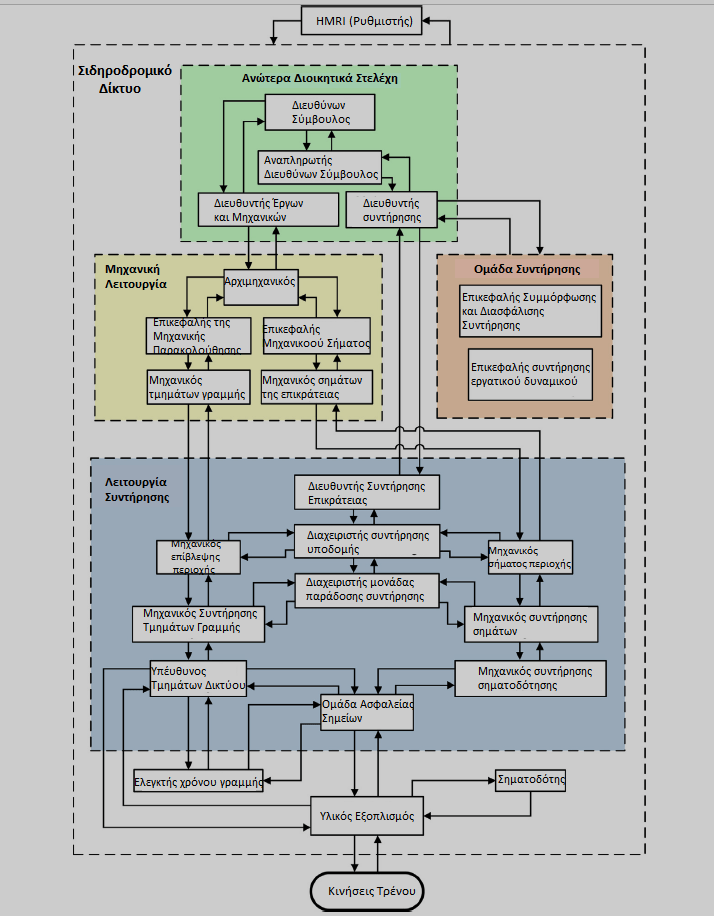 HMRI (Ρυθμιστής)
Σιδηροδρομικό
Δίκτυο
Ανώτερα Διοικητικά Στελέχη
Διευθύνων
Σύμβουλος
Αναπληρωτής
Διευθύνων Σύμβουλος
Διευθυντής Έργων
και Μηχανικών
Διευθυντής
συντήρησης
Μηχανική
Λειτουργία
Αρχιμηχανικός
Επικεφαλής της
Μηχανικής
Παρακολούθησης
Επικεφαλής
Μηχανικοού Σήματος
Μηχανικός
τμημάτων γραμμής
Μηχανικός σημάτων
της επικράτειας
Ομάδα Συντήρησης
Επικεφαλής Συμμόρφωσης
και Διασφάλισης
Συντήρησης
Επικεφαλής συντήρησης
εργατικού δυναμικού
Λειτουργία
Συντήρησης
Διευθυντής Συντήρησης
Επικράτειας
Μηχανικός
επίβλεψης
περιοχής
Διαχειριστής συντήρησης
υποδομής
Μηχανικός
σήματος περιοχής
Διαχειριστής μονάδας
παράδοσης συντήρησης
Μηχανικός Συντήρησης
Τμημάτων Γραμμής
Μηχανικός συντήρησης
σημάτων
Υπέυθυνος
Τμημάτων Δικτύου
Μηχανικός συντήρησης
σηματοδότησης
Ομάδα Ασφαλείας
Σημείων
Ελεγκτής χρόνου γραμμής
Σηματοδότης
Υλικός Εξοπλισμός
Κινήσεις Τρένου